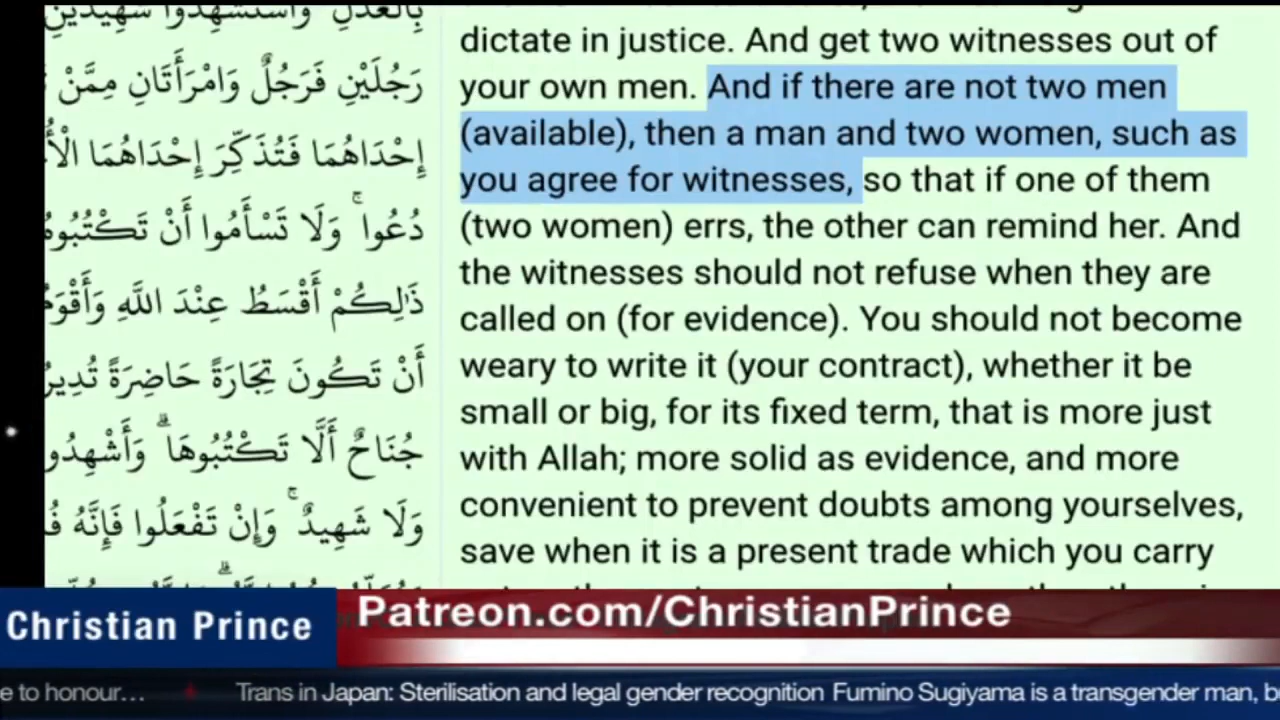 بِالْعَدْلِ وَاسْتَشْهِدُوا شَهِيدَيْنِ
رَجُلَيْنِ فَرَجُلٌ وَامْرَأَتَانِ مِمَّنْ
إِحْدَاهُمَا فَتُذَكِّرَ إِحْدَاهُمَا
دُعُوا ۚ وَلَا تَسْأَمُوا أَنْ
ذَٰلِكُمْ أَقْسَطُ عِنْدَ اللَّهِ
أَنْ تَكُونَ تِجَارَةً حَاضِرَةً
جُنَاحٌ أَلَّا تَكْتُبُوهَا ۗ
وَلَا شَهِيدٌ ۚ وَإِنْ تَفْعَلُوا فَإِنَّهُ
dictate in justice. And get two witnesses out of
your own men. And if there are not two men
(available), then a man and two women, such as
you agree for witnesses, so that if one of them
(two women) errs, the other can remind her. And
the witnesses should not refuse when they are
called on (for evidence). You should not become
weary to write it (your contract), whether it be
small or big, for its fixed term, that is more just
with Allah; more solid as evidence, and more
convenient to prevent doubts among yourselves,
save when it is a present trade which you carry
Christian Prince
Patreon.com/ChristianPrince
e to honour... Trans in Japan: Sterilisation and legal gender recognition Fumino Sugiyama is a transgender man, b